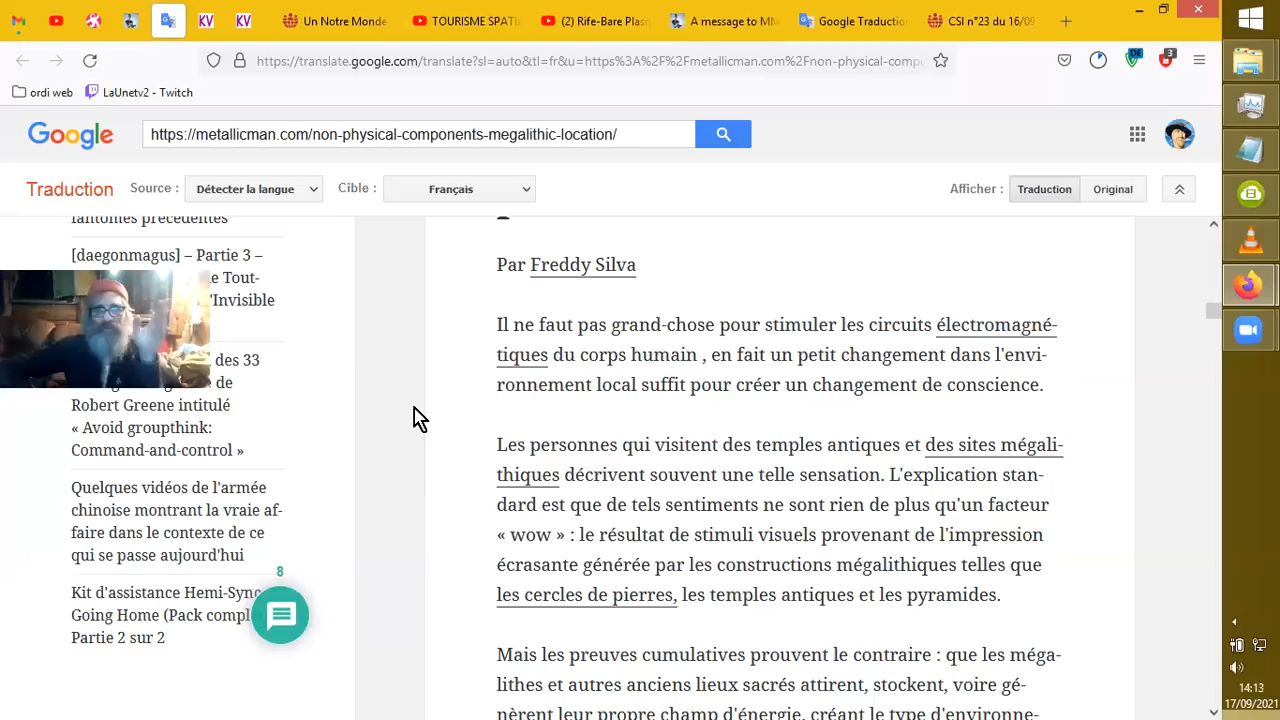 Un Notre Monde
TOURISME SPATI
(2) Rife-Bare Plasm
A message to MM
Google Traduction
CSI n°23 du 16/09
https://translate.google.com/translate?sl=auto&tl=fr&u=https%3A%2F%2Fmetallicman.com%2Fnon-physical-compo
DE
3
ordi web
LaUnetv2 - Twitch
Google
https://metallicman.com/non-physical-components-megalithic-location/
Traduction
Source :
Détecter la langue
Cible :
Français
Afficher :
Traduction
Original
fantômes précédentes
[daegonmagus] – Partie 3 –
le Tout-
l'Invisible
des 33
de
Robert Greene intitulé
« Avoid groupthink:
Command-and-control »
Quelques vidéos de l'armée
chinoise montrant la vraie af-
faire dans le contexte de ce
qui se passe aujourd'hui
8
Kit d'assistance Hemi-Sync
Going Home (Pack compl
Partie 2 sur 2
Par Freddy Silva
Il ne faut pas grand-chose pour stimuler les circuits électromagné-
tiques du corps humain , en fait un petit changement dans l'envi-
ronnement local suffit pour créer un changement de conscience.
Les personnes qui visitent des temples antiques et des sites mégali-
thiques décrivent souvent une telle sensation. L'explication stan-
dard est que de tels sentiments ne sont rien de plus qu'un facteur
« wow » : le résultat de stimuli visuels provenant de l'impression
écrasante générée par les constructions mégalithiques telles que
les cercles de pierres, les temples antiques et les pyramides.
Mais les preuves cumulatives prouvent le contraire : que les méga-
lithes et autres anciens lieux sacrés attirent, stockent, voire gé-
nèrent leur propre champ d'énergie, créant le type d'environne-
14:13
17/09/2021